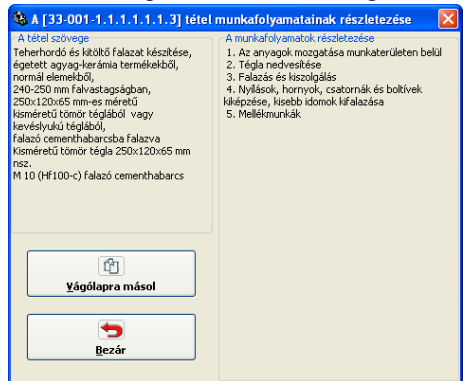 A [33-001-1.1.1.1.1.3] tétel munkafolyamatainak részletezése
A tétel szövege
Teherhordó és kitöltő falazat készítése,
égetett agyag-kerámia termékekből,
normál elemekből,
240-250 mm falvastagságban,
250x120x65 mm-es méretű
kisméretű tömör téglából vagy
kevéslyukú téglából,
falazó cementhabarcsba falazva
Kisméretű tömör tégla 250x120x65 mm
nsz.
M 10 (Hf100-c) falazó cementhabarcs
A munkafolyamatok részletezése
1. Az anyagok mozgatása munkaterületen belül
2. Tégla nedvesítése
3. Falazás és kiszolgálás
4. Nyílások, hornyok, csatornák és boltívek
kiképzése, kisebb idomok kifalazása
5. Mellékmunkák
Vágólapra másol
Bezár